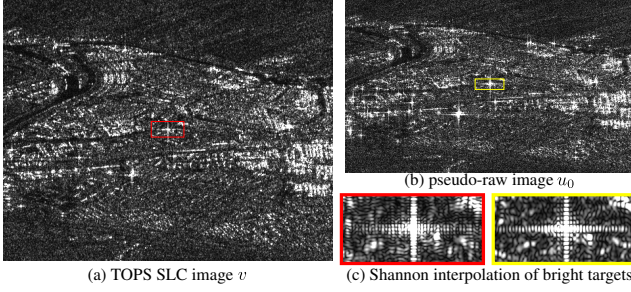 (b) pseudo-raw image u₀
(a) TOPS SLC image v
(c) Shannon interpolation of bright targets